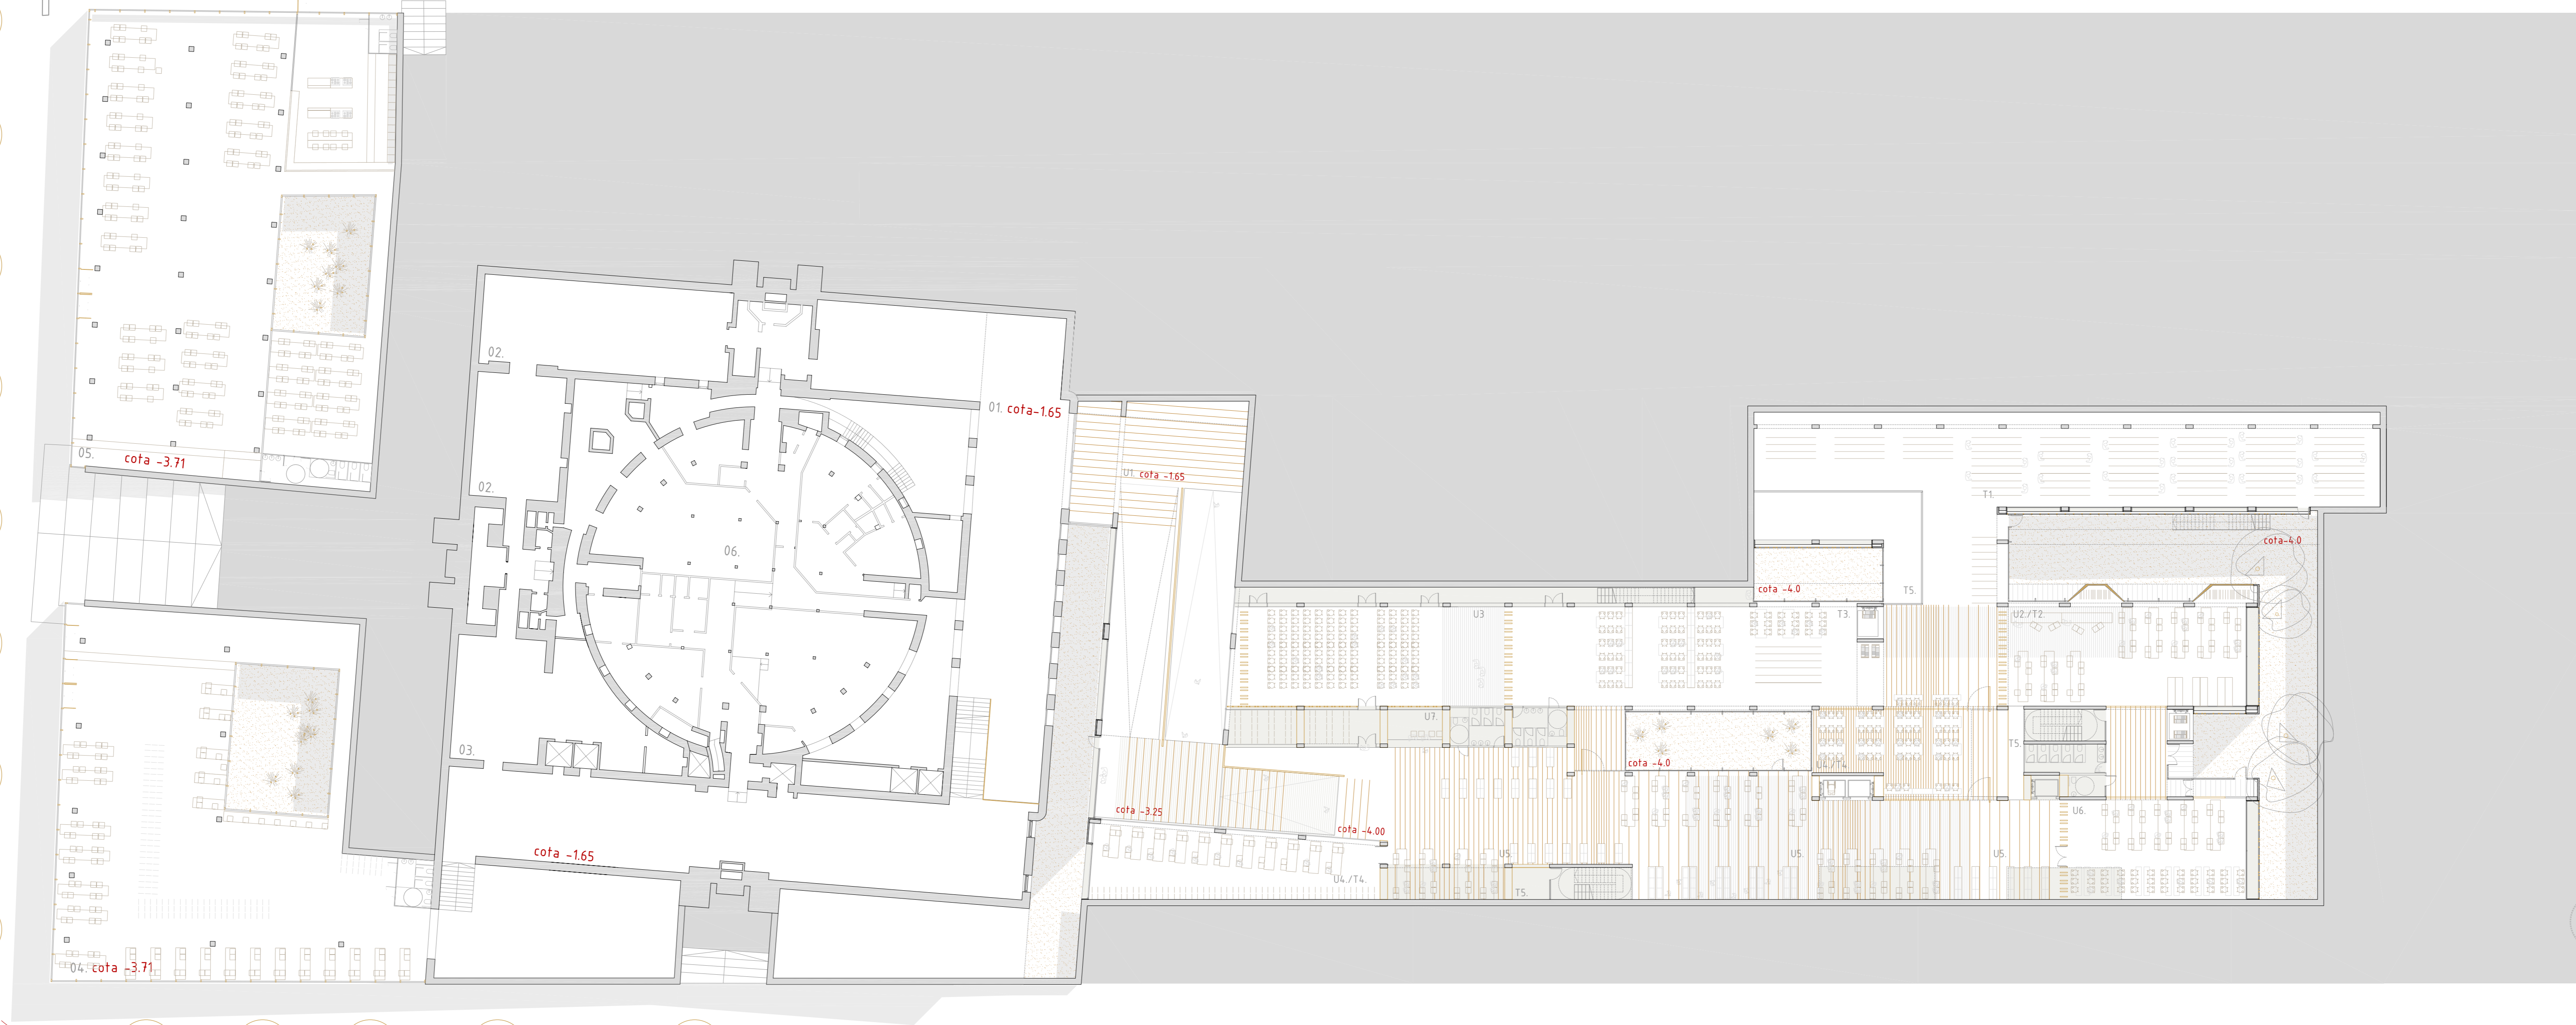 02.
01. cota-1.65
05.
cota -3.71
U1. cota -1.65
02.
T1.
cota-4.0
06.
cota -4.0
T5.
U3
T3.
U2./T2.
U7.
03.
T5.
cota -4.0
U4./T4
cota -3.25
U6.
cota -4.00
cota -1.65
U5.
U5.
U5.
U4./T4.
T5.
04. cota -3.71